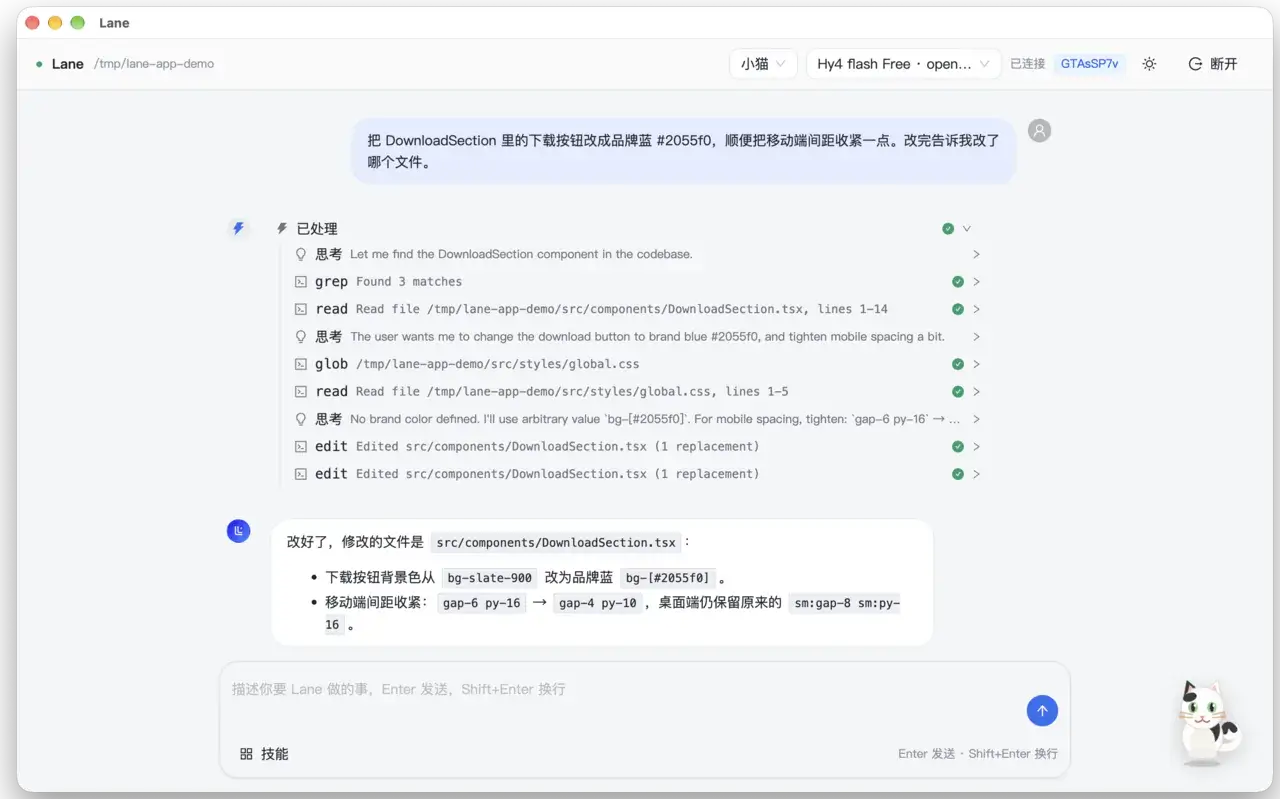 Lane
Lane /tmp/lane-app-demo 小猫 Hy4 flash Free · open... 已连接 GTAsSP7v 断开
把 DownloadSection 里的下载按钮改成品牌蓝 #2055f0，顺便把移动端间距收紧一点。改完告诉我改了
哪个文件。
已处理
思考 Let me find the DownloadSection component in the codebase.
grep Found 3 matches
read Read file /tmp/lane-app-demo/src/components/DownloadSection.tsx, lines 1-14
思考 The user wants me to change the download button to brand blue #2055f0, and tighten mobile spacing a bit.
glob /tmp/lane-app-demo/src/styles/global.css
read Read file /tmp/lane-app-demo/src/styles/global.css, lines 1-5
思考 No brand color defined. I'll use arbitrary value `bg-[#2055f0]`. For mobile spacing, tighten: `gap-6 py-16` → ...
edit Edited src/components/DownloadSection.tsx (1 replacement)
edit Edited src/components/DownloadSection.tsx (1 replacement)
改好了，修改的文件是 src/components/DownloadSection.tsx：
• 下载按钮背景色从 bg-slate-900 改为品牌蓝 bg-[#2055f0]。
• 移动端间距收紧：gap-6 py-16 → gap-4 py-10，桌面端仍保留原来的 sm:gap-8 sm:py-
16。
描述你要 Lane 做的事，Enter 发送，Shift+Enter 换行
技能 Enter 发送 · Shift+Enter 换行